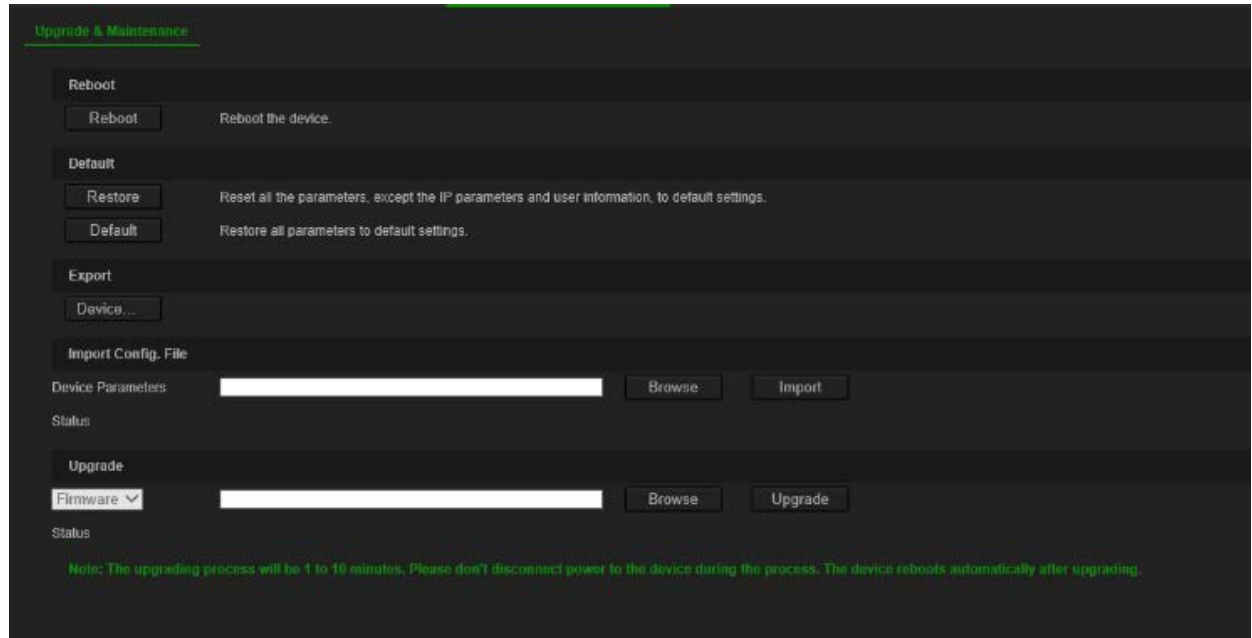 Upgrade & Maintenance
Reboot
Reboot Reboot the device.
Default
Restore Reset all the parameters, except the IP parameters and user information, to default settings.
Default Restore all parameters to default settings.
Export
Device...
Import Config. File
Device Parameters Browse Import
Status
Upgrade
Firmware Browse Upgrade
Status
Note: The upgrading process will be 1 to 10 minutes. Please don't disconnect power to the device during the process. The device reboots automatically after upgrading.